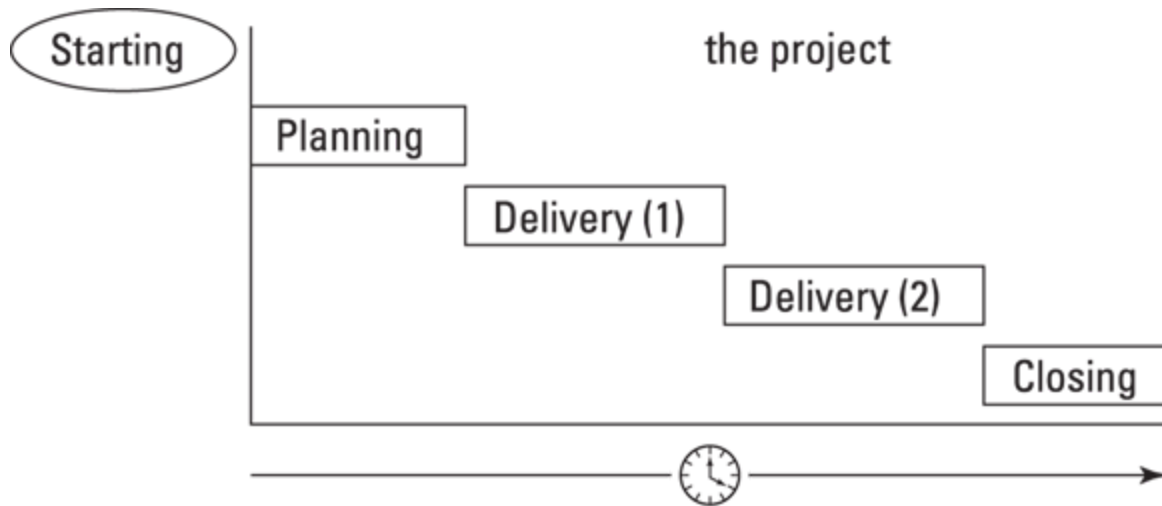 Starting
the project
Planning
Delivery (1)
Delivery (2)
Closing